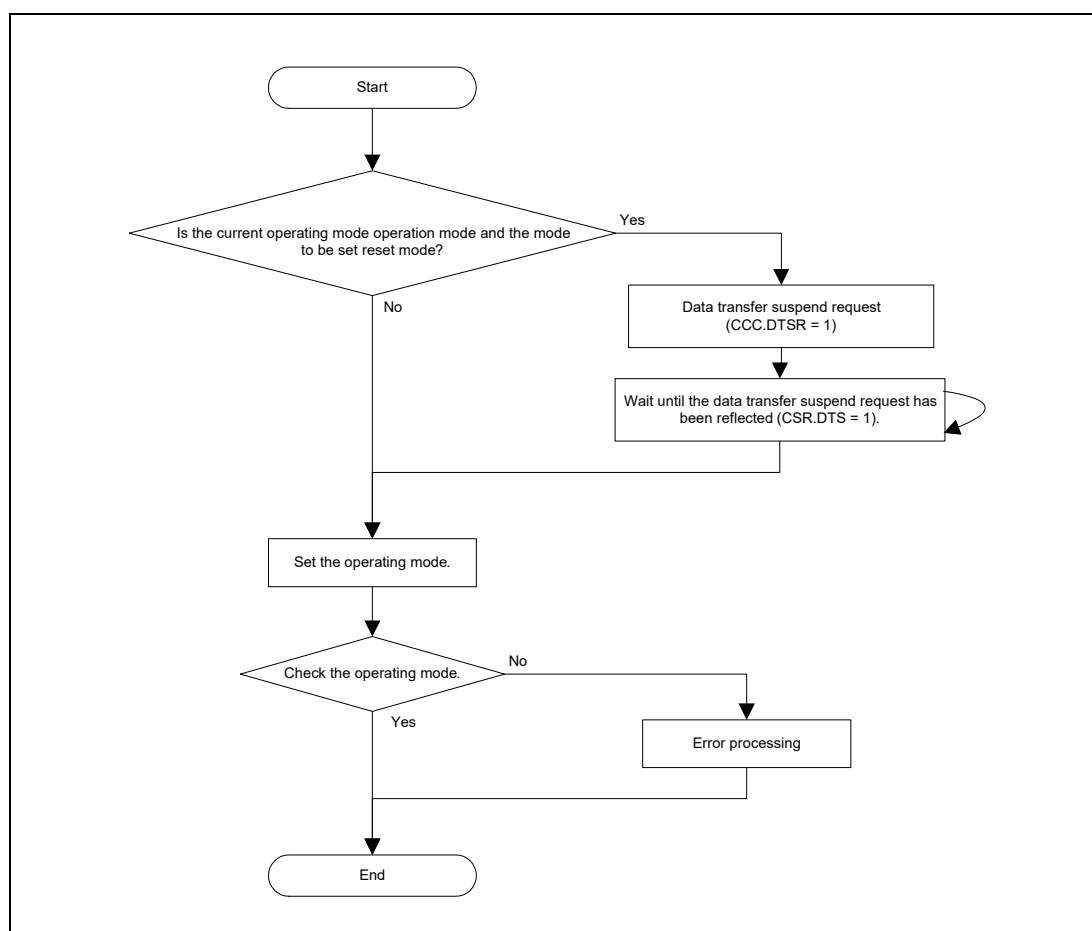 Start
Is the current operating mode operation mode and the mode
to be set reset mode?
Yes
No
Data transfer suspend request
(CCC.DTSR = 1)
Wait until the data transfer suspend request has
been reflected (CSR.DTS = 1).
Set the operating mode.
Check the operating mode.
No
Yes
Error processing
End